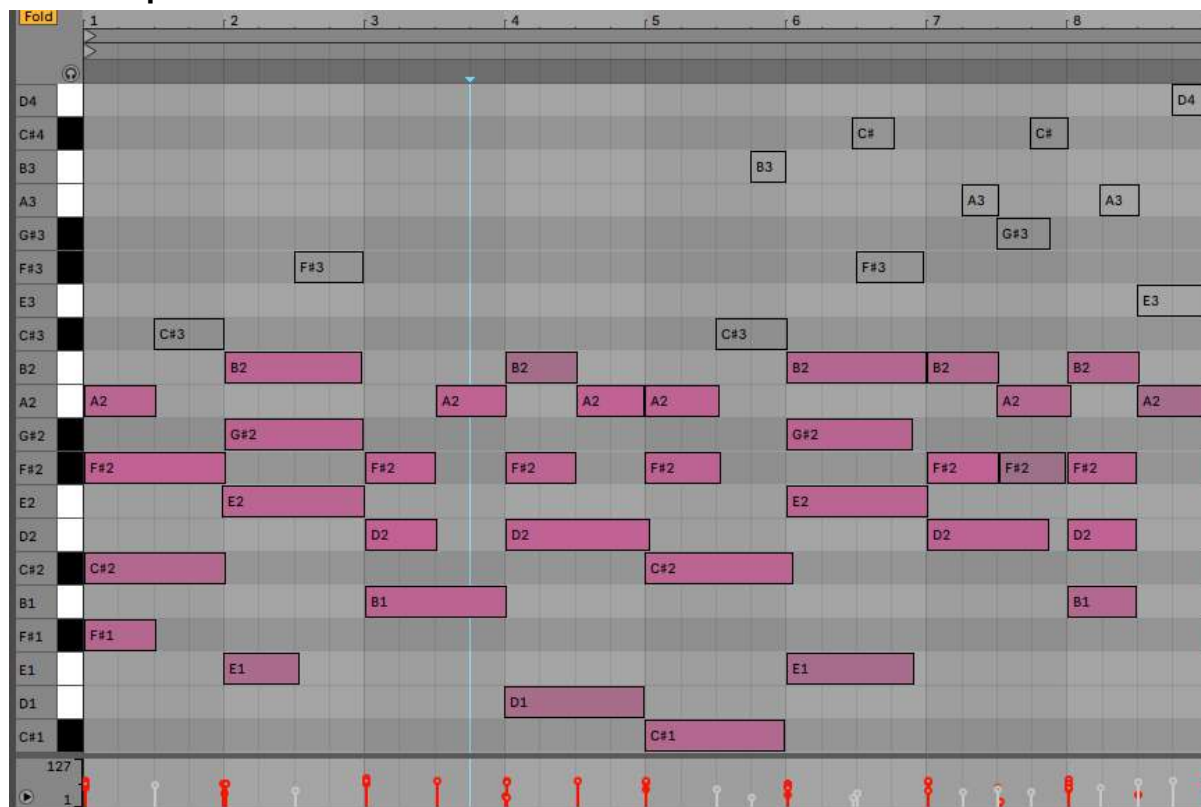 Fold 1 2 3 4 5 6 7 8
D4 D4
C#4 C# C#
B3 B3
A3 A3 A3
G#3 G#3
F#3 F#3 F#3
E3 E3
C#3 C#3 C#3
B2 B2 B2 B2 B2 B2
A2 A2 A2 A2 A2 A2 A2
G#2 G#2 G#2
F#2 F#2 F#2 F#2 F#2 F#2 F#2 F#2
E2 E2 E2
D2 D2 D2 D2 D2
C#2 C#2 C#2
B1 B1 B1
F#1 F#1
E1 E1 E1
D1 D1
C#1 C#1
127
1